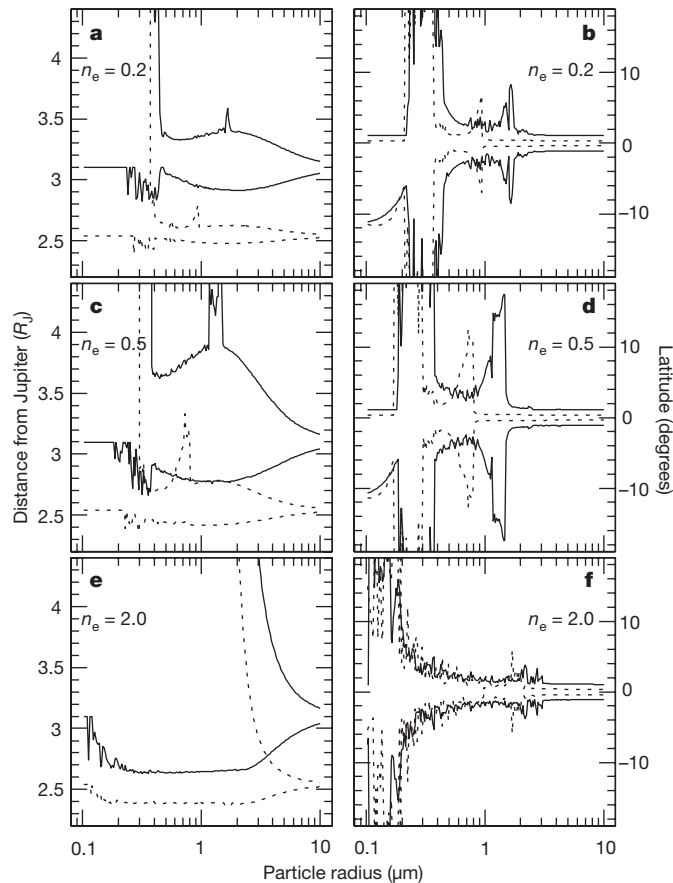 a
b
4
3.5
3
2.5
n_e = 0.2
n_e = 0.2
10
0
–10
c
d
4
3.5
3
2.5
n_e = 0.5
n_e = 0.5
10
0
–10
e
f
4
3.5
3
2.5
n_e = 2.0
n_e = 2.0
10
0
–10
Distance from Jupiter (R_J)
Latitude (degrees)
0.1 1 10 0.1 1 10
Particle radius (μm)